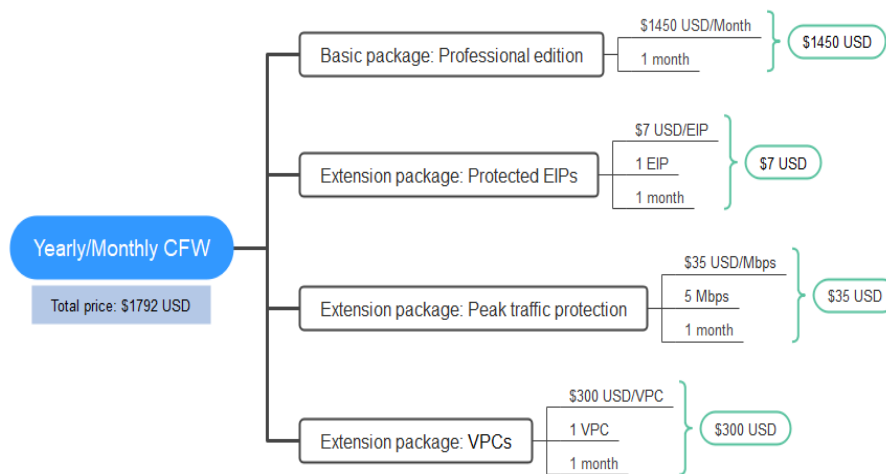 Yearly/Monthly CFW
Total price: $1792 USD
Basic package: Professional edition
$1450 USD/Month
1 month
$1450 USD
Extension package: Protected EIPs
$7 USD/EIP
1 EIP
1 month
$7 USD
Extension package: Peak traffic protection
$35 USD/Mbps
5 Mbps
1 month
$35 USD
Extension package: VPCs
$300 USD/VPC
1 VPC
1 month
$300 USD